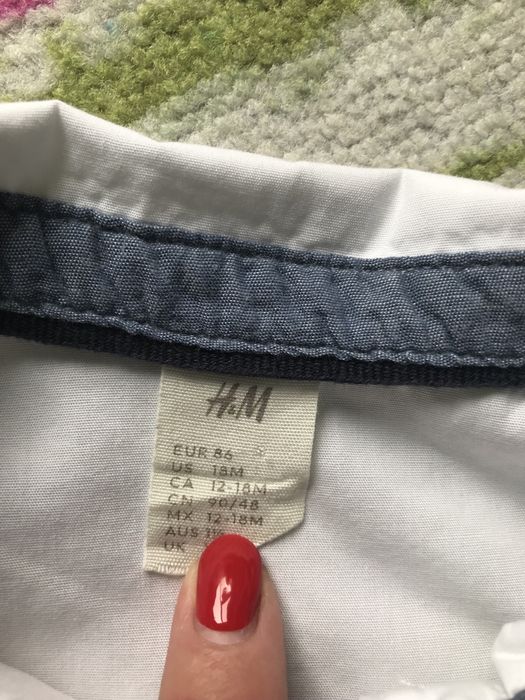 H&M
EUR 86
US 18M
CA 12-18M
CN 90/48
MX 12-18M
AUS
UK